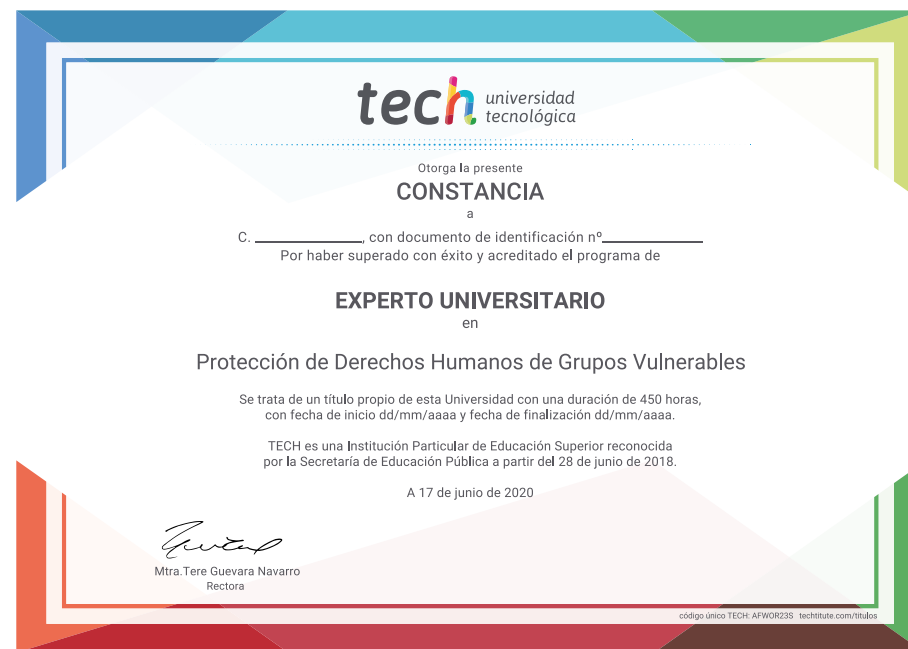 tech universidad
tecnológica
Otorga la presente
CONSTANCIA
a
C. ____________, con documento de identificación nº____________
Por haber superado con éxito y acreditado el programa de
EXPERTO UNIVERSITARIO
en
Protección de Derechos Humanos de Grupos Vulnerables
Se trata de un título propio de esta Universidad con una duración de 450 horas,
con fecha de inicio dd/mm/aaaa y fecha de finalización dd/mm/aaaa.
TECH es una Institución Particular de Educación Superior reconocida
por la Secretaría de Educación Pública a partir del 28 de junio de 2018.
A 17 de junio de 2020
Mtra.Tere Guevara Navarro
Rectora
código único TECH: AFWOR23S techtitute.com/titulos